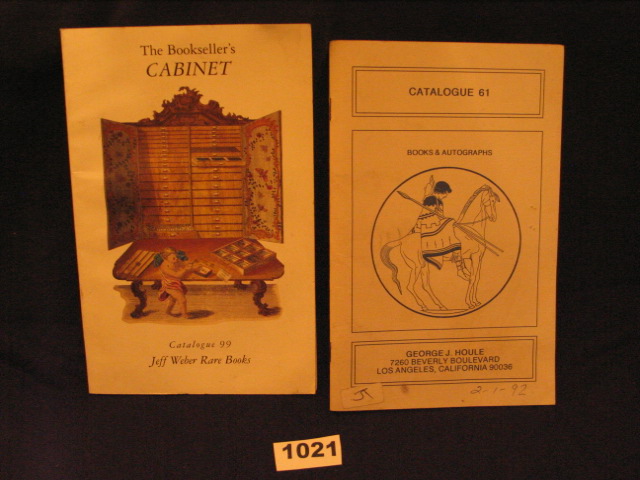 The Bookseller's
CABINET
Catalogue 99
Jeff Weber Rare Books
CATALOGUE 61
BOOKS & AUTOGRAPHS
GEORGE J. HOULE
7260 BEVERLY BOULEVARD
LOS ANGELES, CALIFORNIA 90036
2-1-92
1021